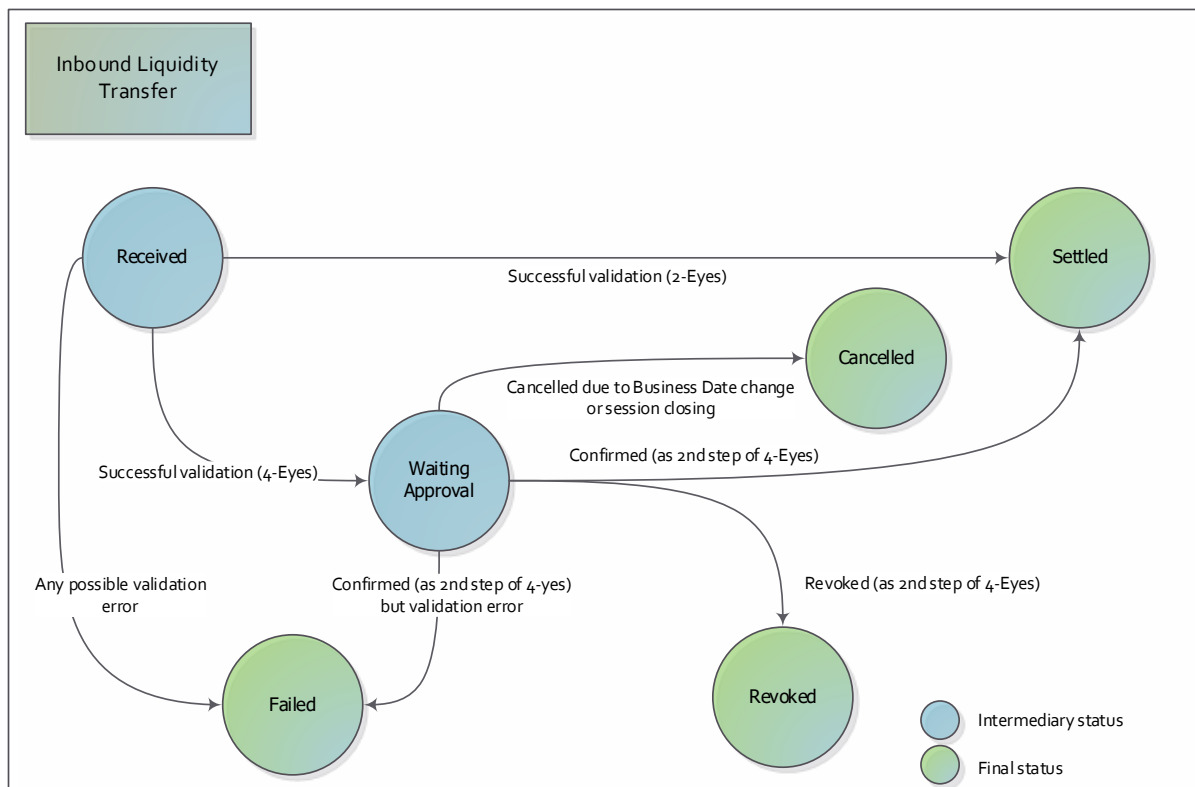 Inbound Liquidity
Transfer
Received
Settled
Successful validation (2-Eyes)
Cancelled
Cancelled due to Business Date change
or session closing
Confirmed (as 2nd step of 4-Eyes)
Successful validation (4-Eyes)
Waiting
Approval
Any possible validation
error
Confirmed (as 2nd step of 4-yes)
but validation error
Revoked (as 2nd step of 4-Eyes)
Failed
Revoked
Intermediary status
Final status